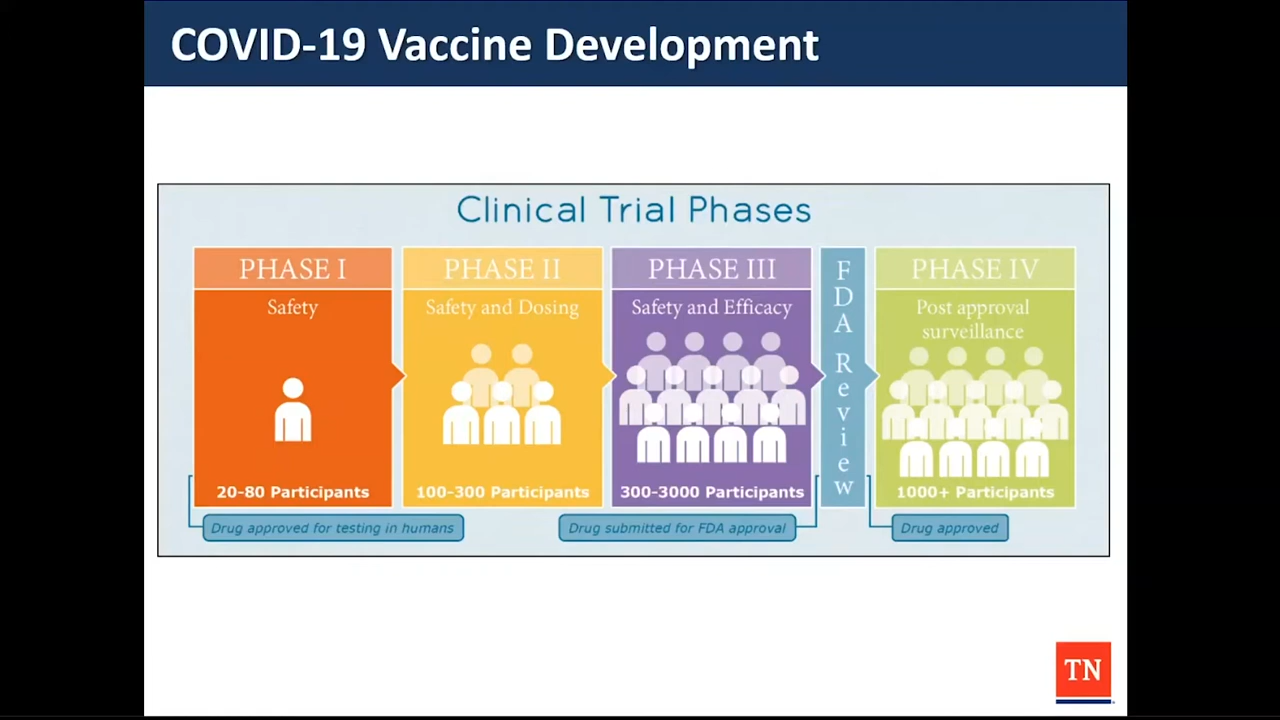 COVID-19 Vaccine Development
Clinical Trial Phases
PHASE I
Safety
20-80 Participants
PHASE II
Safety and Dosing
100-300 Participants
PHASE III
Safety and Efficacy
300-3000 Participants
FDA Review
PHASE IV
Post approval
surveillance
1000+ Participants
Drug approved for testing in humans
Drug submitted for FDA approval
Drug approved
TN